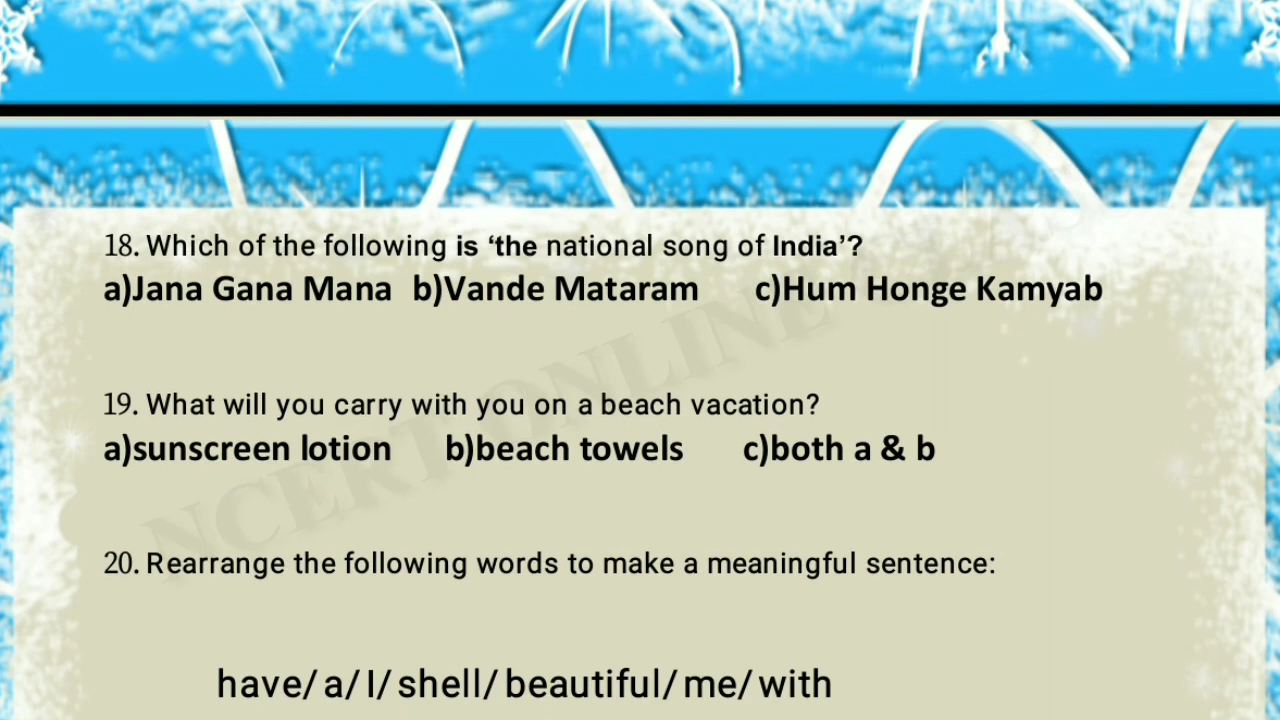 18. Which of the following is ‘the national song of India’?
a)Jana Gana Mana b)Vande Mataram c)Hum Honge Kamyab
19. What will you carry with you on a beach vacation?
a)sunscreen lotion b)beach towels c)both a & b
NCERT ONLINE
20. Rearrange the following words to make a meaningful sentence:
have/ a/ I/ shell/ beautiful/ me/ with